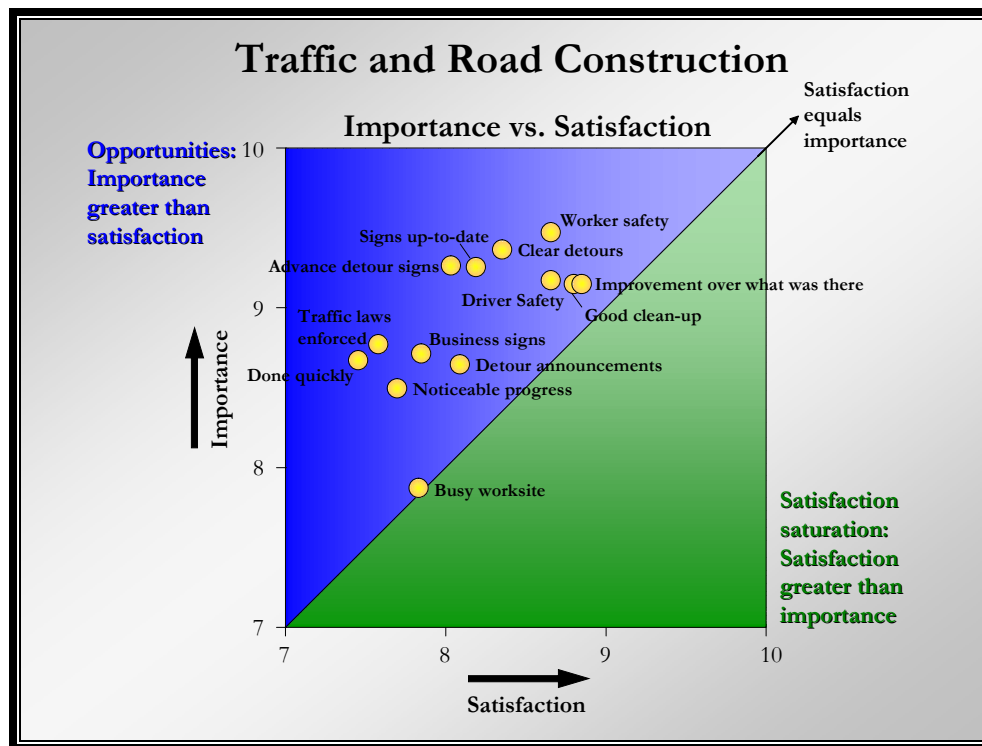 Traffic and Road Construction
Satisfaction
equals
importance
Importance vs. Satisfaction
Opportunities:
Importance
greater than
satisfaction
10
Worker safety
Signs up-to-date
Clear detours
Advance detour signs
Improvement over what was there
Driver Safety
Good clean-up
9
Traffic laws
enforced
Business signs
Detour announcements
Done quickly
Noticeable progress
Importance
8
Busy worksite
Satisfaction
saturation:
Satisfaction
greater than
importance
7
7
8
9
10
Satisfaction